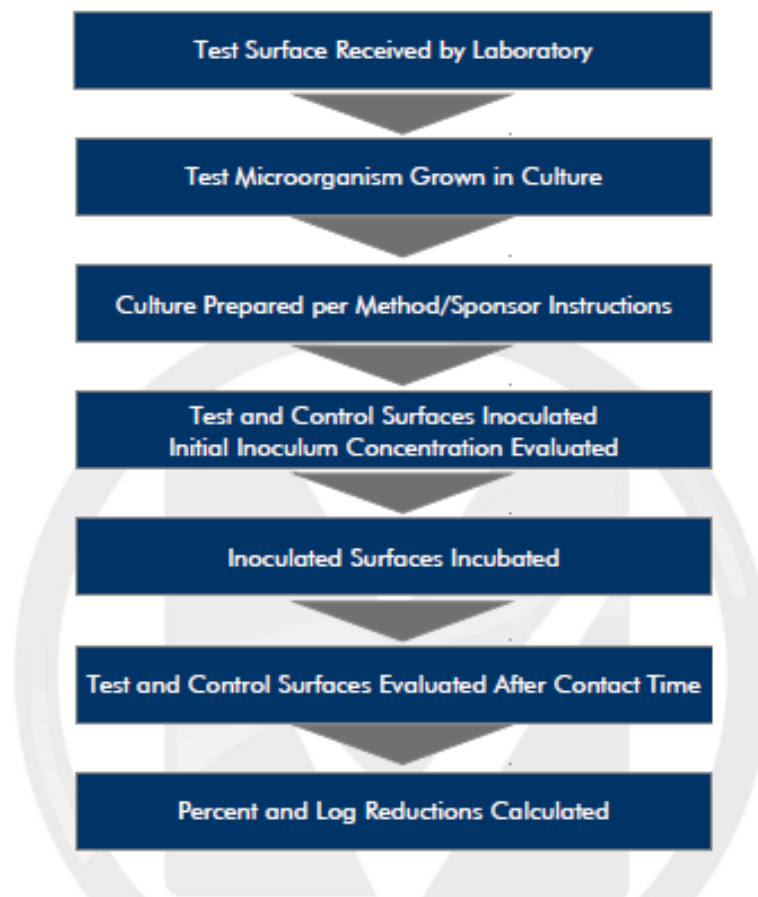 Test Surface Received by Laboratory
Test Microorganism Grown in Culture
Culture Prepared per Method/Sponsor Instructions
Test and Control Surfaces Inoculated
Initial Inoculum Concentration Evaluated
Inoculated Surfaces Incubated
Test and Control Surfaces Evaluated After Contact Time
Percent and Log Reductions Calculated